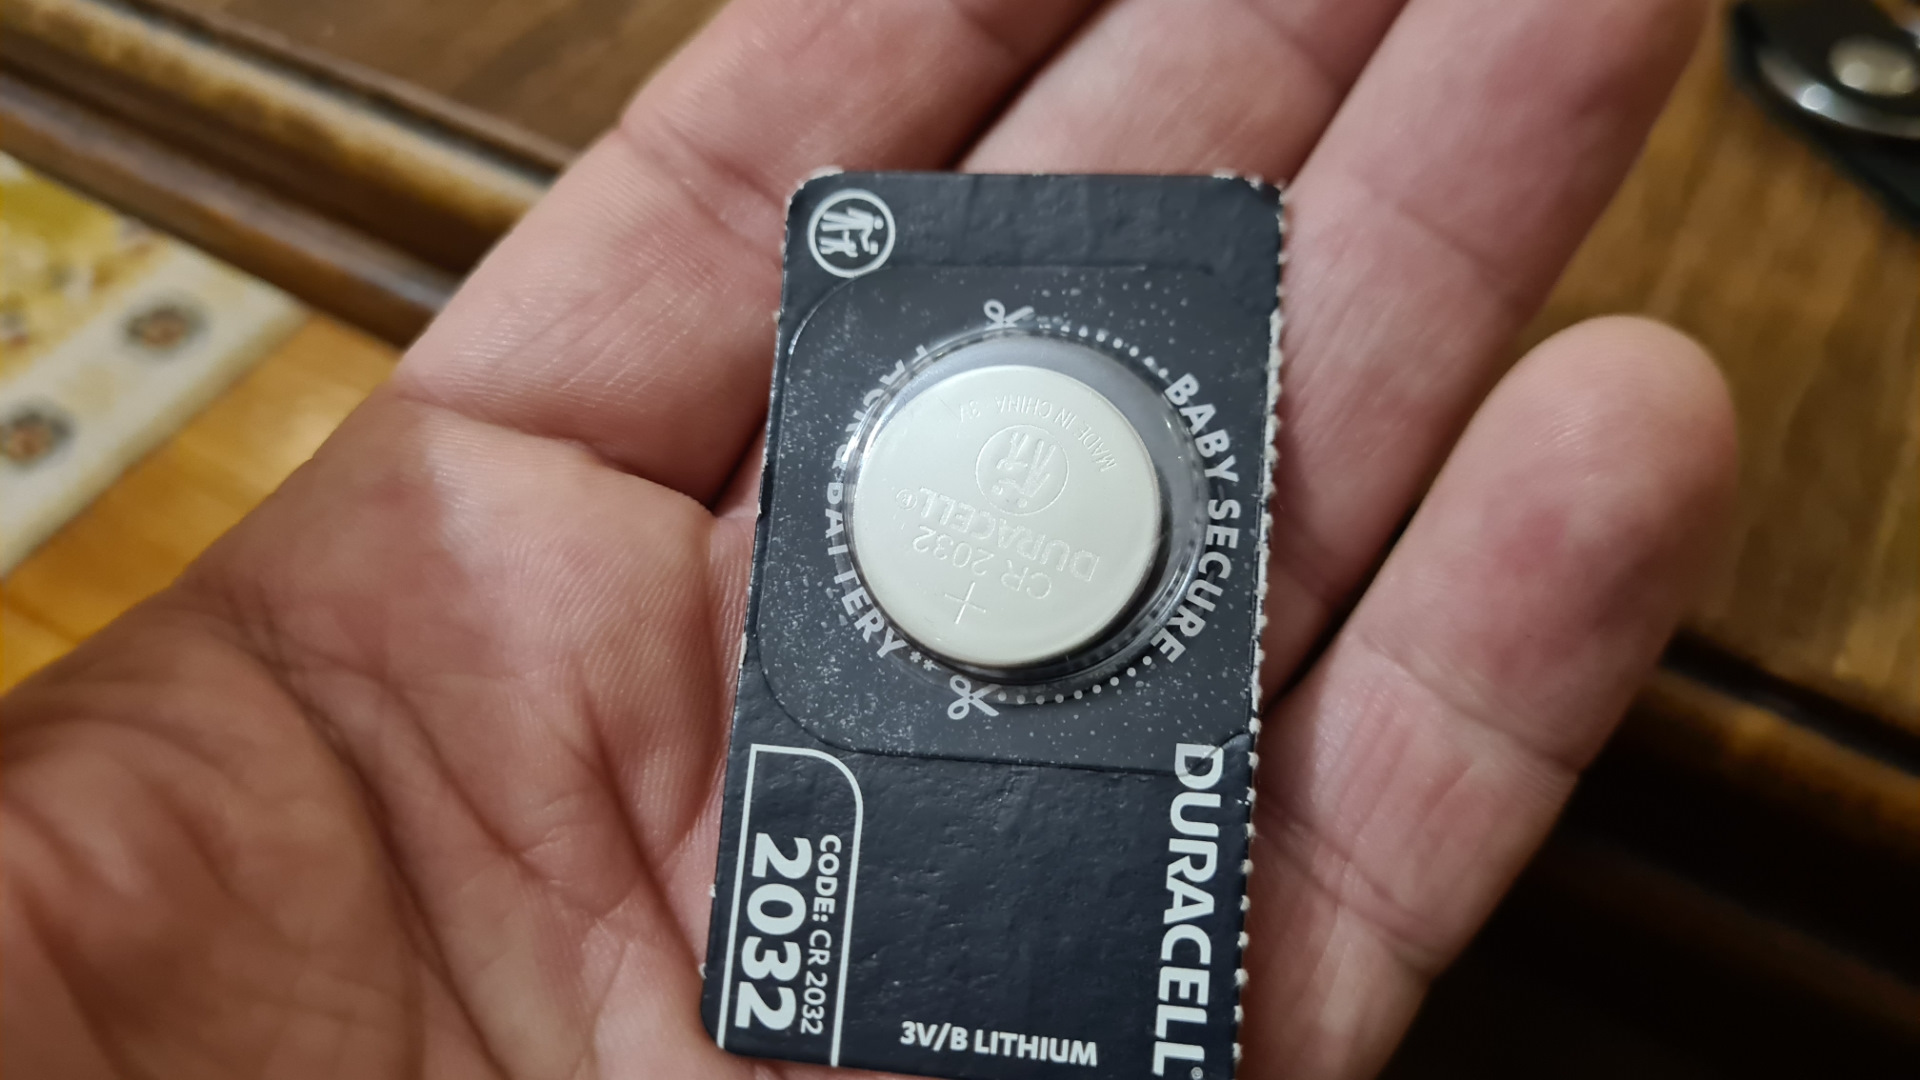 BABY SECURE
BATTERY**
MADE IN CHINA 3V
DURACELL®
CR 2032
+
DURACELL®
CODE: CR 2032
2032
3V/B LITHIUM